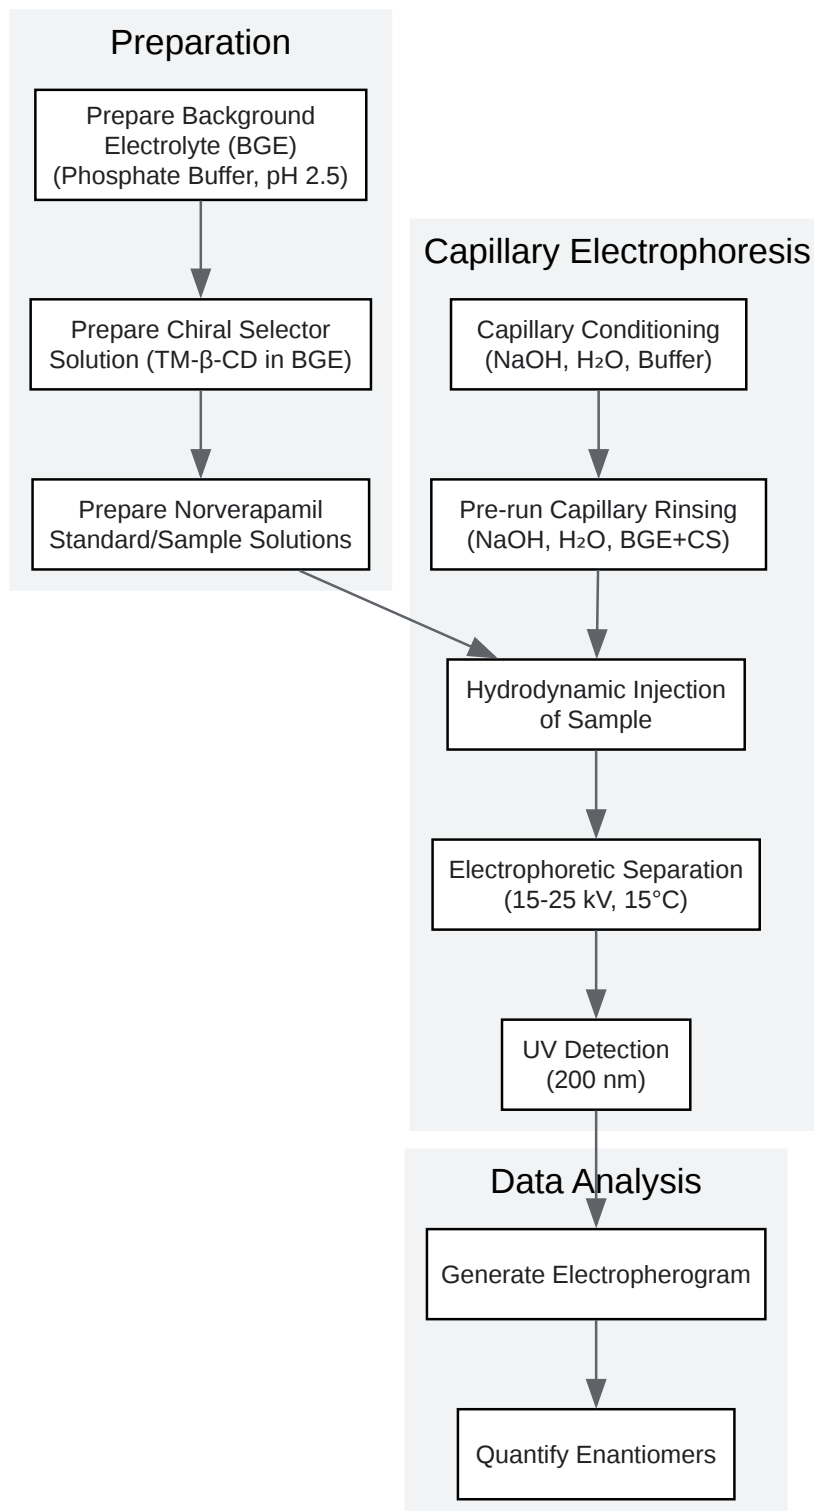 Preparation
Prepare Background
Electrolyte (BGE)
(Phosphate Buffer, pH 2.5)
Prepare Chiral Selector
Solution (TM-β-CD in BGE)
Prepare Norverapamil
Standard/Sample Solutions
Capillary Electrophoresis
Capillary Conditioning
(NaOH, H₂O, Buffer)
Pre-run Capillary Rinsing
(NaOH, H₂O, BGE+CS)
Hydrodynamic Injection
of Sample
Electrophoretic Separation
(15-25 kV, 15°C)
UV Detection
(200 nm)
Data Analysis
Generate Electropherogram
Quantify Enantiomers